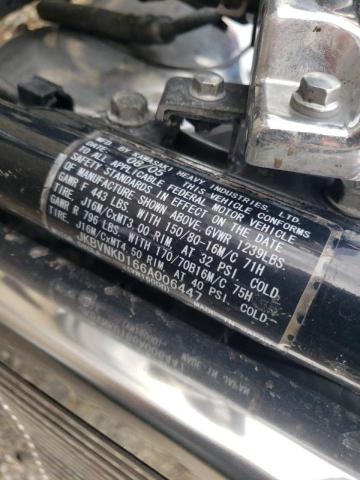 MFD. BY KAWASAKI HEAVY INDUSTRIES, LTD.
06/05 THIS VEHICLE CONFORMS
TO ALL APPLICABLE FEDERAL MOTOR VEHICLE
SAFETY STANDARDS IN EFFECT ON THE DATE
OF MANUFACTURE SHOWN ABOVE. GVWR 1239LBS.
GAWR F 443 LBS. WITH 150/80-16M/C 71H
TIRE, J16M/CxMT3.00 RIM, AT 32 PSI. COLD.
GAWR R 796 LBS. WITH 170/70B16M/C 75H
TIRE, J16M/CxMT4.50 RIM, AT 40 PSI. COLD.
JKBVNKD166A006447